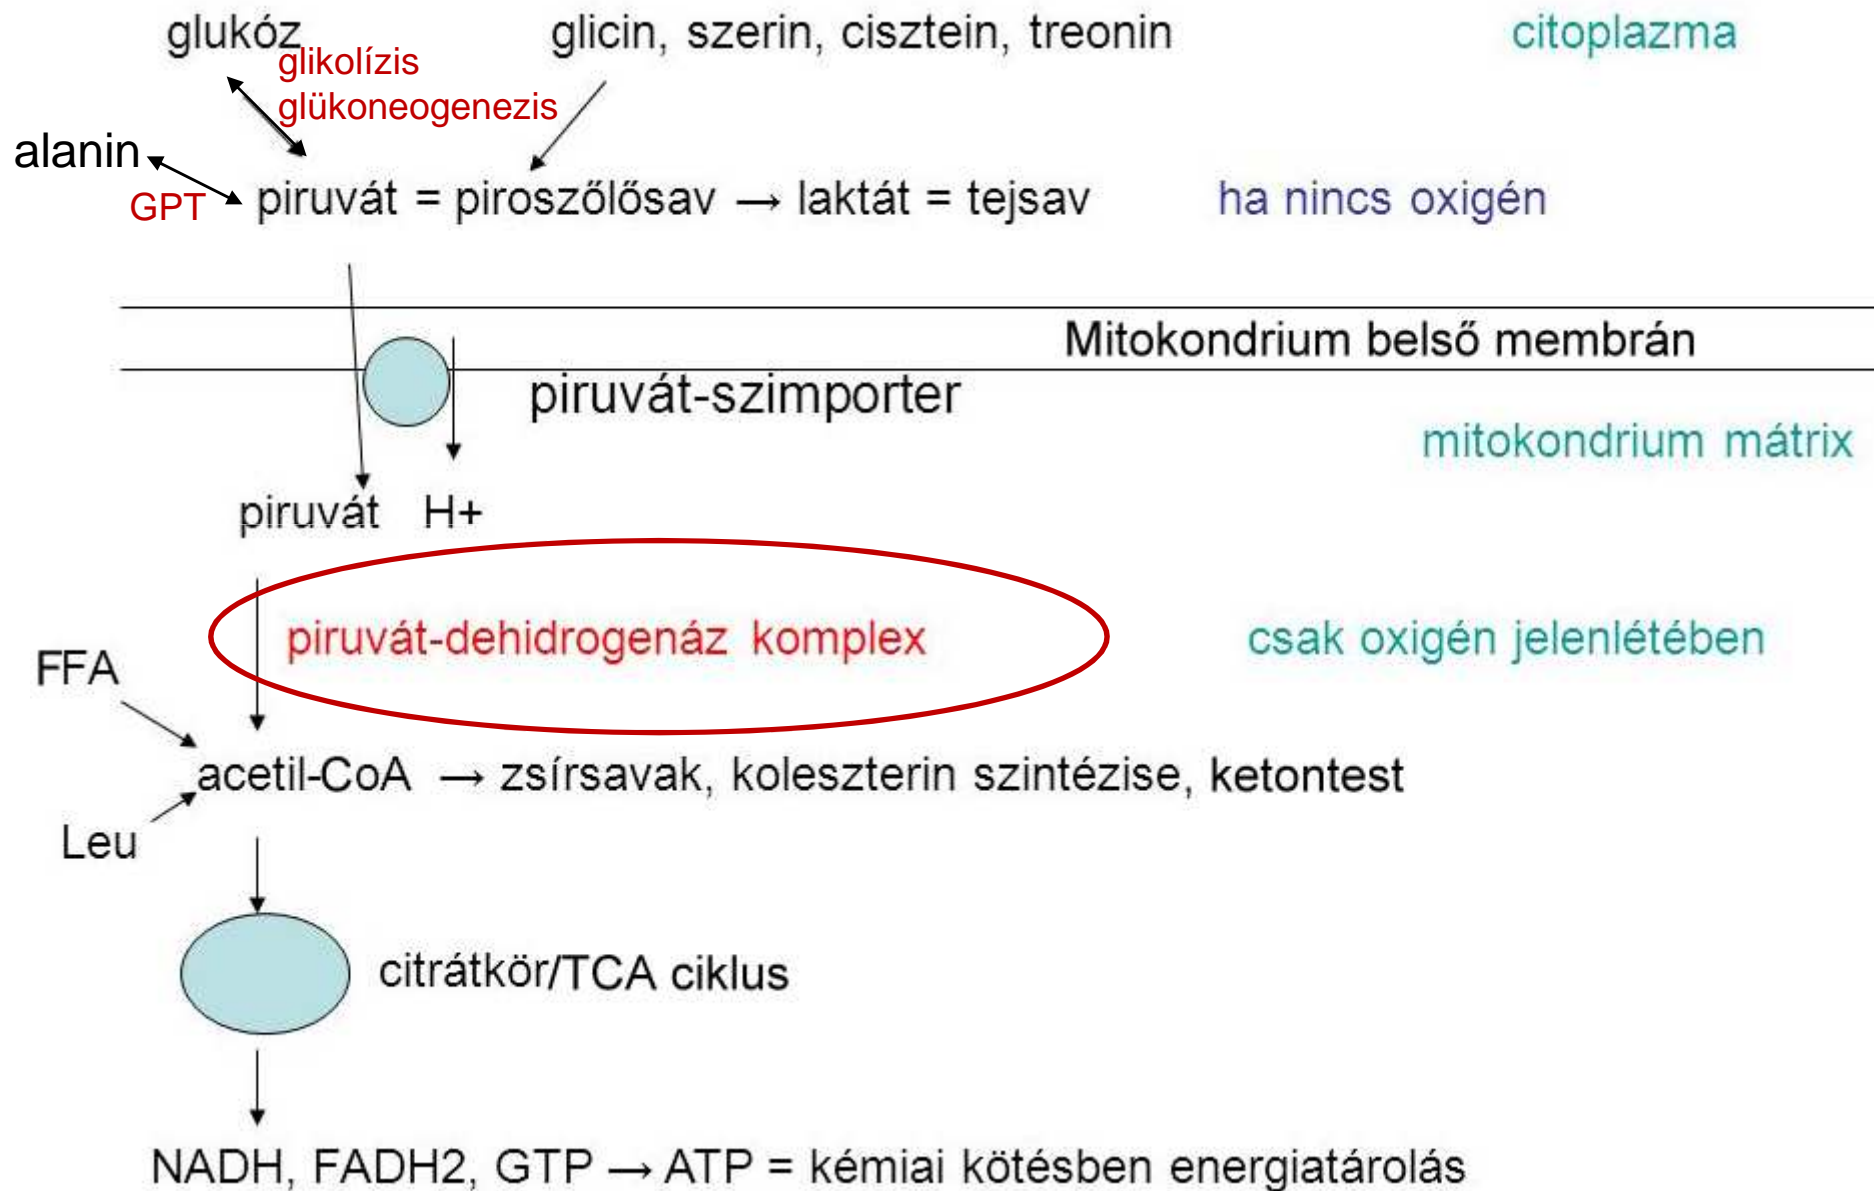 glukóz
glikolízis
glükoneogenezis
glicin, szerin, cisztein, treonin
citoplazma
alanin
GPT
piruvát = piroszőlősav → laktát = tejsav
ha nincs oxigén
Mitokondrium belső membrán
piruvát-szimporter
mitokondrium mátrix
piruvát H+
piruvát-dehidrogenáz komplex
csak oxigén jelenlétében
FFA
acetil-CoA → zsírsavak, koleszterin szintézise, ketontest
Leu
citrátkör/TCA ciklus
NADH, FADH2, GTP → ATP = kémiai kötésben energiatárolás